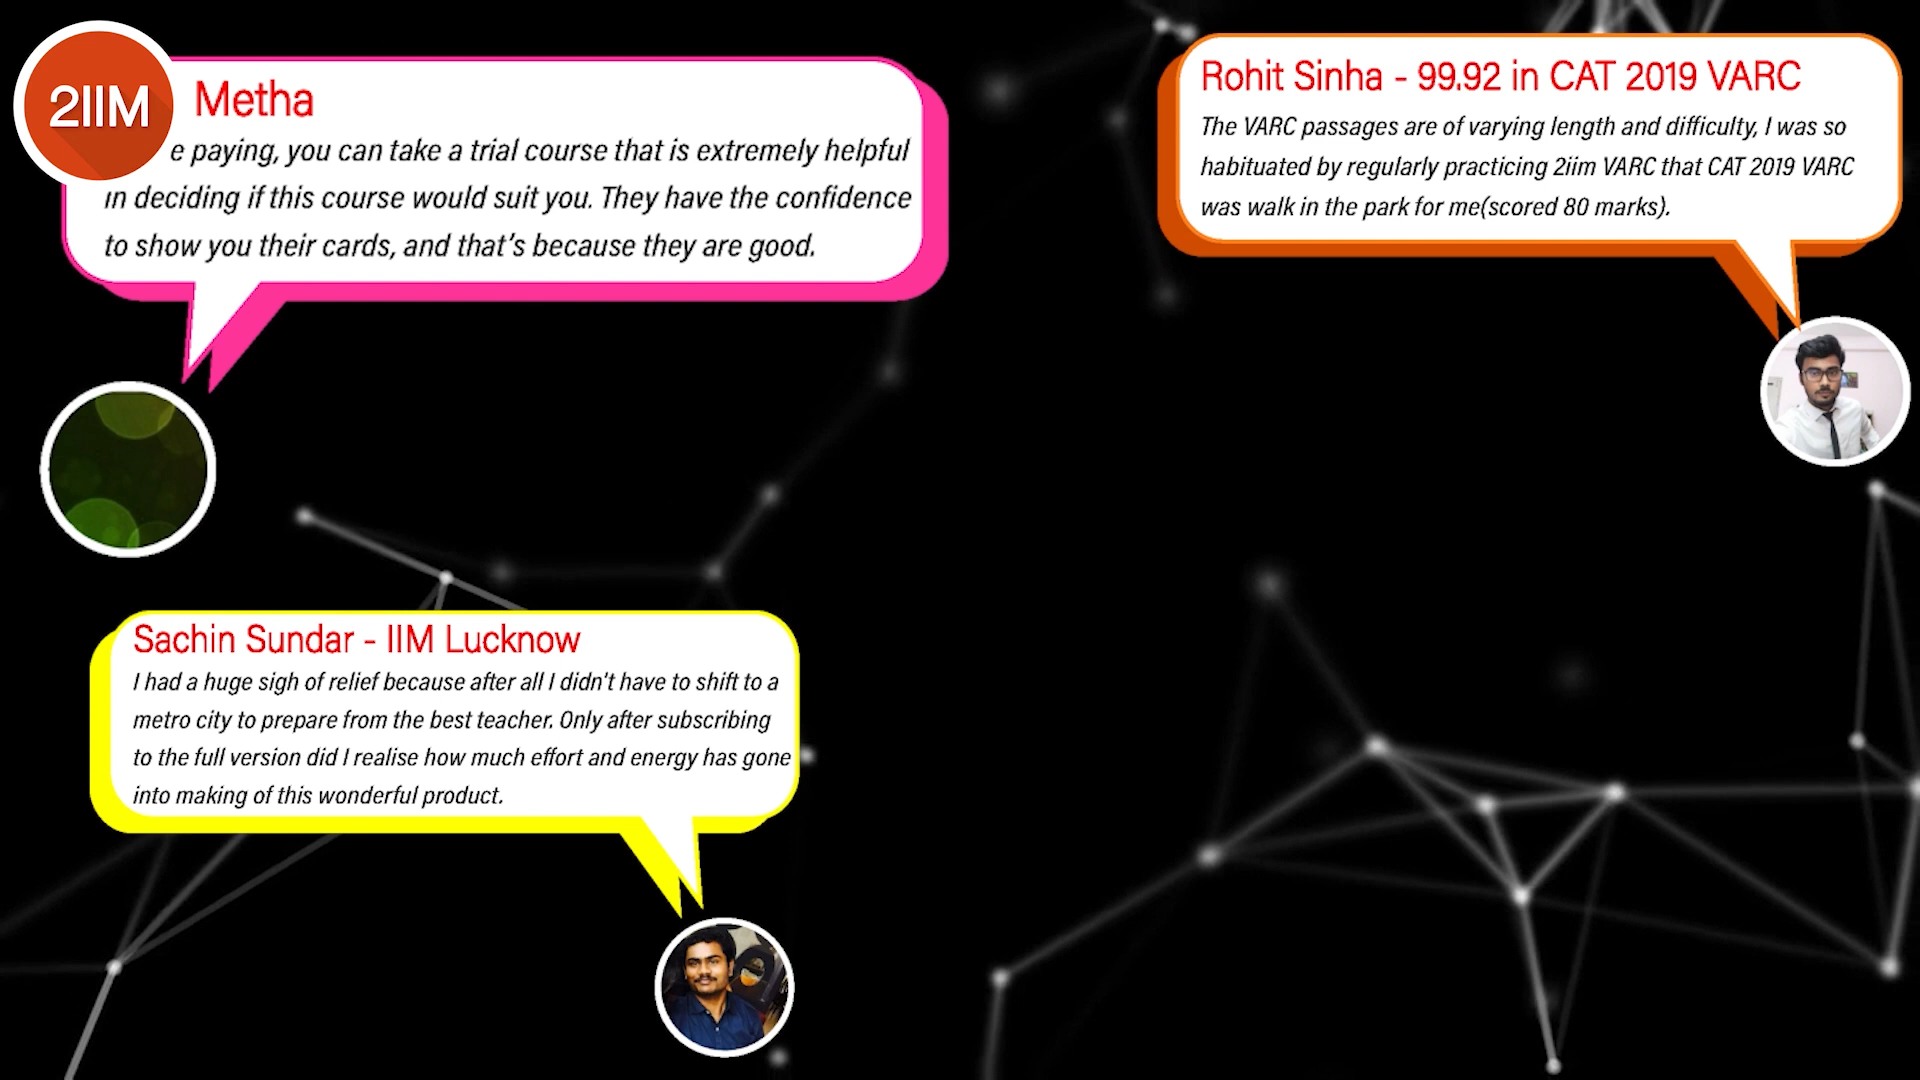 2IIM
Metha
e paying, you can take a trial course that is extremely helpful
in deciding if this course would suit you. They have the confidence
to show you their cards, and that's because they are good.
Rohit Sinha - 99.92 in CAT 2019 VARC
The VARC passages are of varying length and difficulty, I was so
habituated by regularly practicing 2iim VARC that CAT 2019 VARC
was walk in the park for me(scored 80 marks).
Sachin Sundar - IIM Lucknow
I had a huge sigh of relief because after all I didn't have to shift to a
metro city to prepare from the best teacher. Only after subscribing
to the full version did I realise how much effort and energy has gone
into making of this wonderful product.